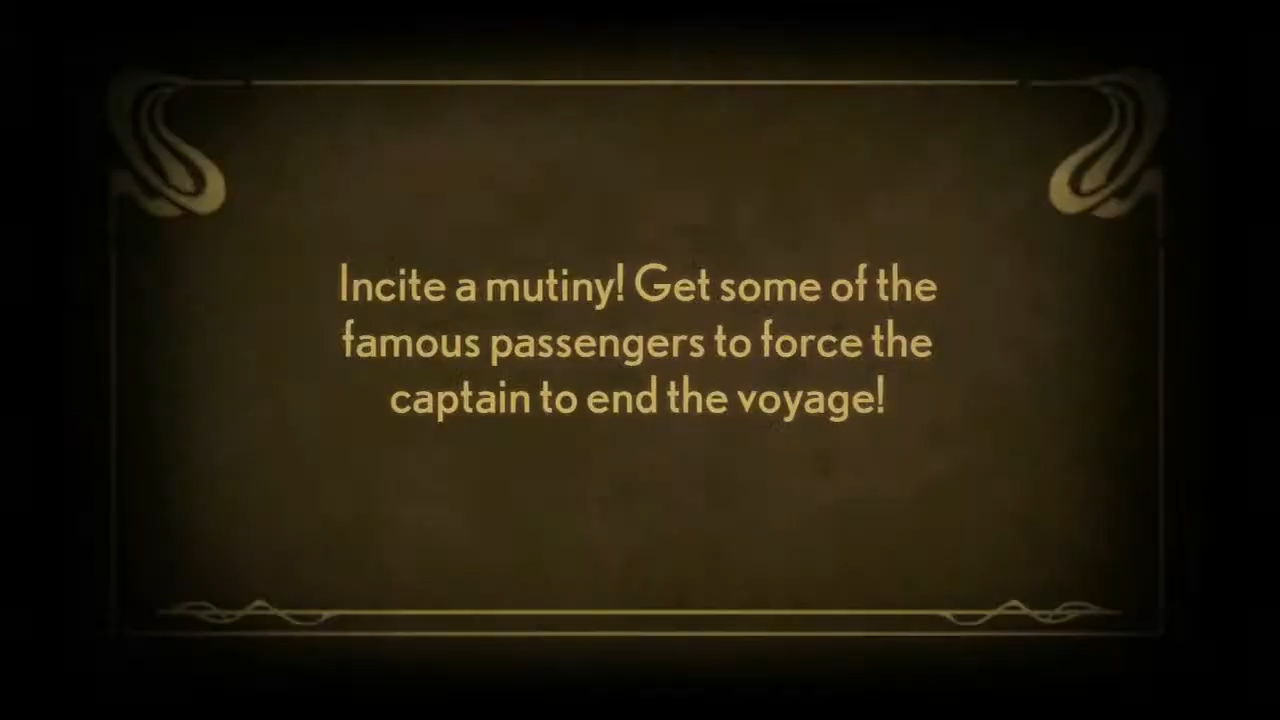 Incite a mutiny! Get some of the
famous passengers to force the
captain to end the voyage!